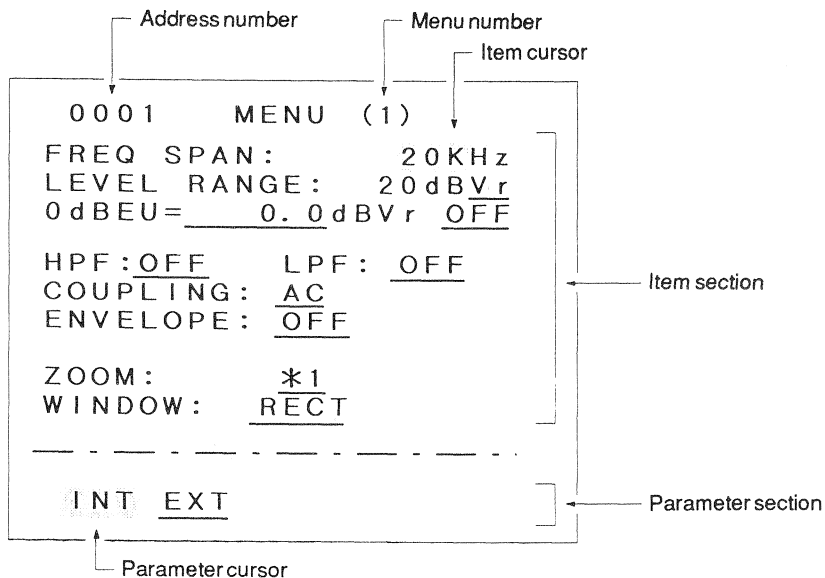 Address number
Menu number
Item cursor
0001 MENU (1)
FREQ SPAN: 20KHz
LEVEL RANGE: 20dBVr
0dBEU= 0.0dBVr OFF
HPF:OFF LPF: OFF
COUPLING: AC
ENVELOPE: OFF
Item section
ZOOM: *1
WINDOW: RECT
INT EXT
Parameter section
Parameter cursor